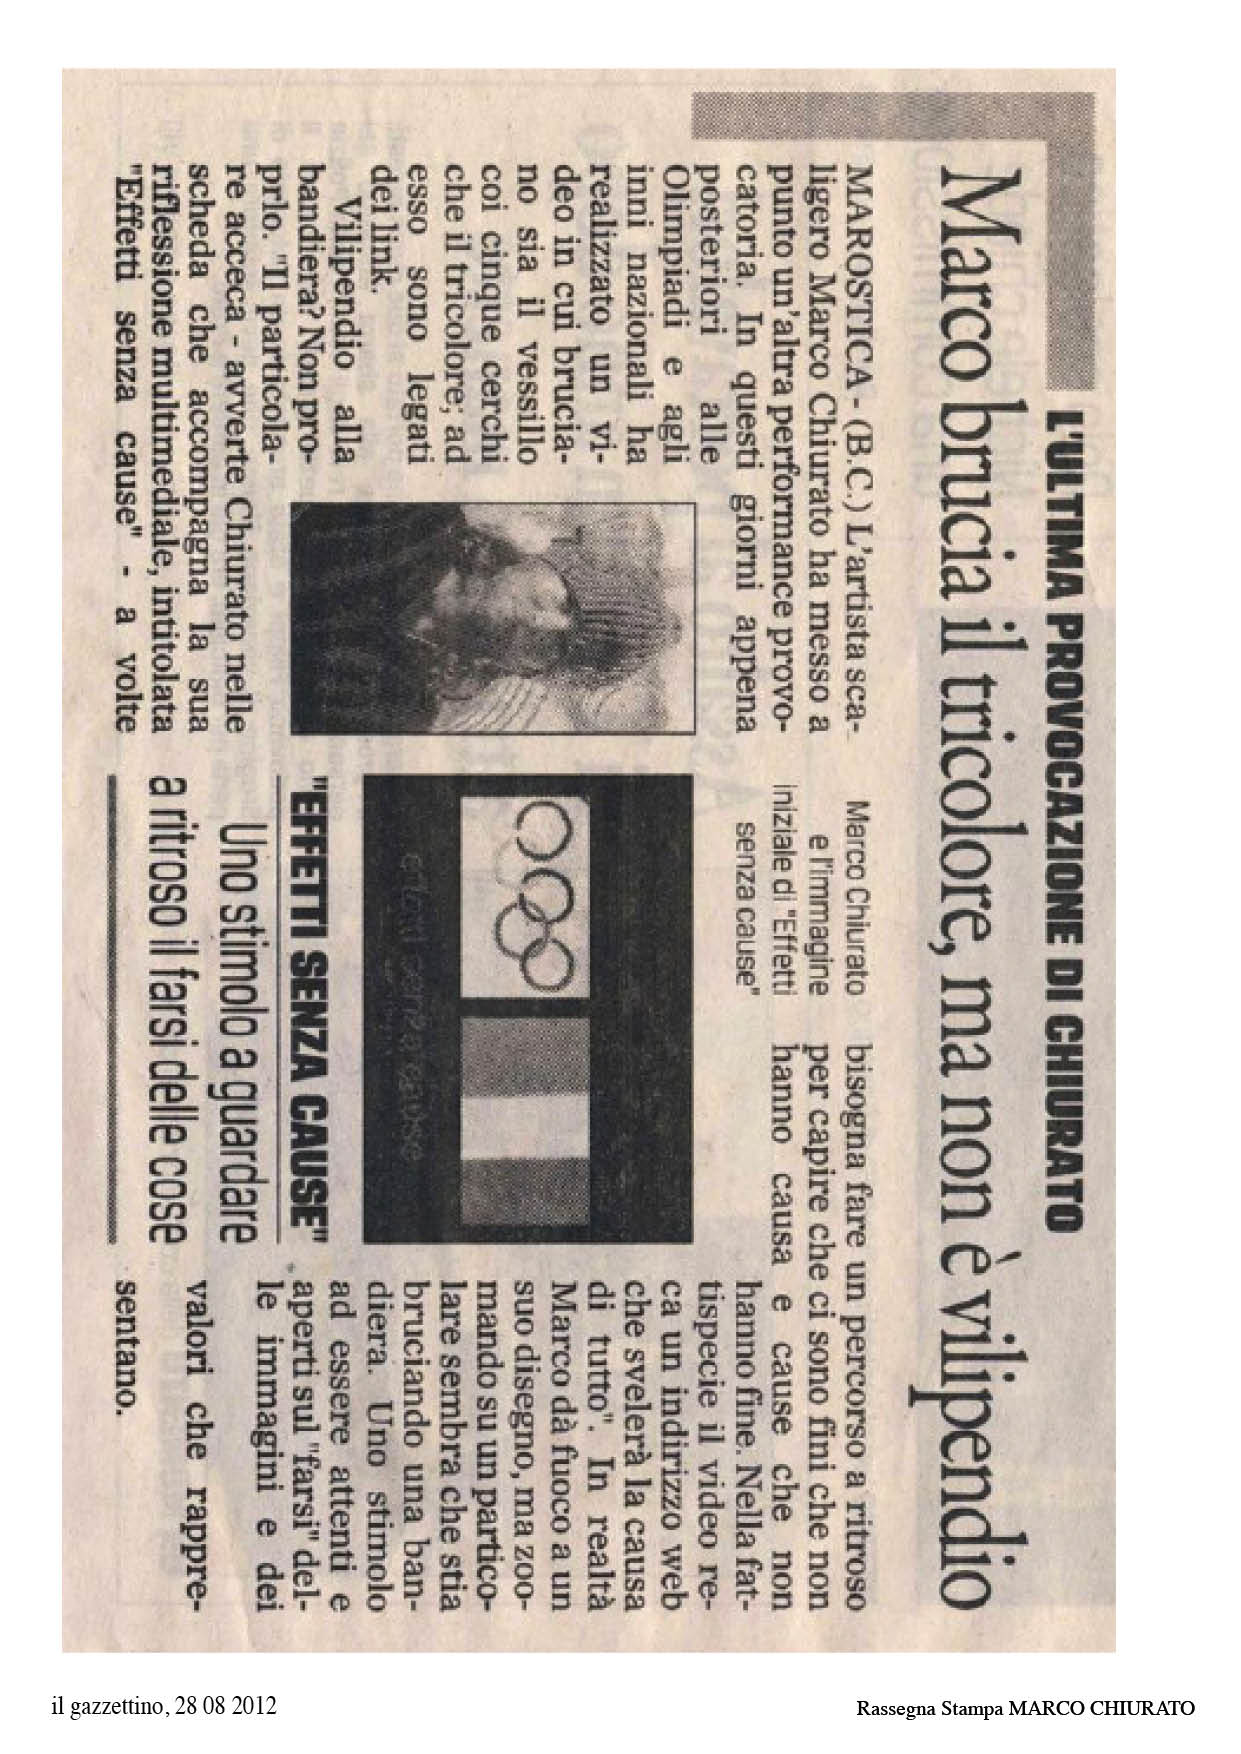 L'ULTIMA PROVOCAZIONE DI CHIURATO
Marco brucia il tricolore, ma non è vilipendio
MAROSTICA - (B.C.) L'artista sca-
ligero Marco Chiurato ha messo a
punto un'altra performance provo-
catoria. In questi giorni appena
posteriori alle
Olimpiadi e agli
inni nazionali ha
realizzato un vi-
deo in cui brucia-
no sia il vessillo
coi cinque cerchi
che il tricolore; ad
esso sono legati
dei link.
Vilipendio alla
bandiera? Non pro-
prlo. "Il particola-
re acceca - avverte Chiurato nelle
scheda che accompagna la sua
riflessione multimediale, intitolata
"Effetti senza cause" - a volte
Marco Chiurato
e l'immagine
iniziale di "Effetti
senza cause"
effetti senza cause
"EFFETTI SENZA CAUSE"
Uno stimolo a guardare
a ritroso il farsi delle cose
bisogna fare un percorso a ritroso
per capire che ci sono fini che non
hanno causa e cause che non
hanno fine. Nella fat-
tispecie il video re-
ca un indirizzo web
che svelerà la causa
di tutto". In realtà
Marco dà fuoco a un
suo disegno, ma zoo-
mando su un partico-
lare sembra che stia
bruciando una ban-
diera. Uno stimolo
ad essere attenti e
aperti sul "farsi" del-
le immagini e dei
valori che rappre-
sentano.
il gazzettino, 28 08 2012
Rassegna Stampa MARCO CHIURATO